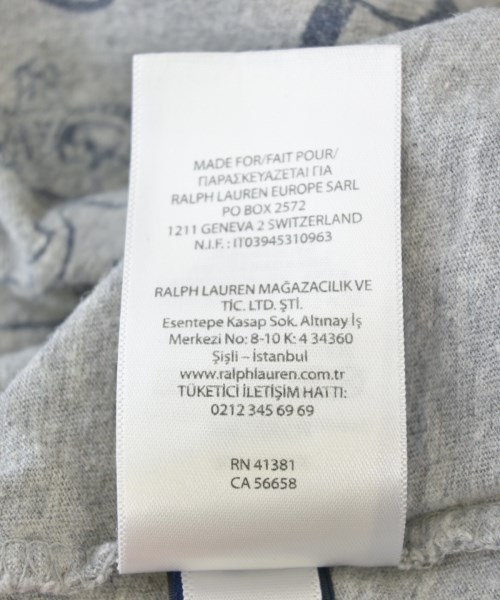 MADE FOR/FAIT POUR/
ΠΑΡΑΣΚΕΥΑΖΕΤΑΙ ΓΙΑ
RALPH LAUREN EUROPE SARL
PO BOX 2572
1211 GENEVA 2 SWITZERLAND
N.I.F. : IT03945310963
RALPH LAUREN MAĞAZACILIK VE
TİC. LTD. ŞTİ.
Esentepe Kasap Sok. Altınay İş
Merkezi No: 8-10 K: 4 34360
Şişli – İstanbul
www.ralphlauren.com.tr
TÜKETİCİ İLETİŞİM HATTI:
0212 345 69 69
RN 41381
CA 56658